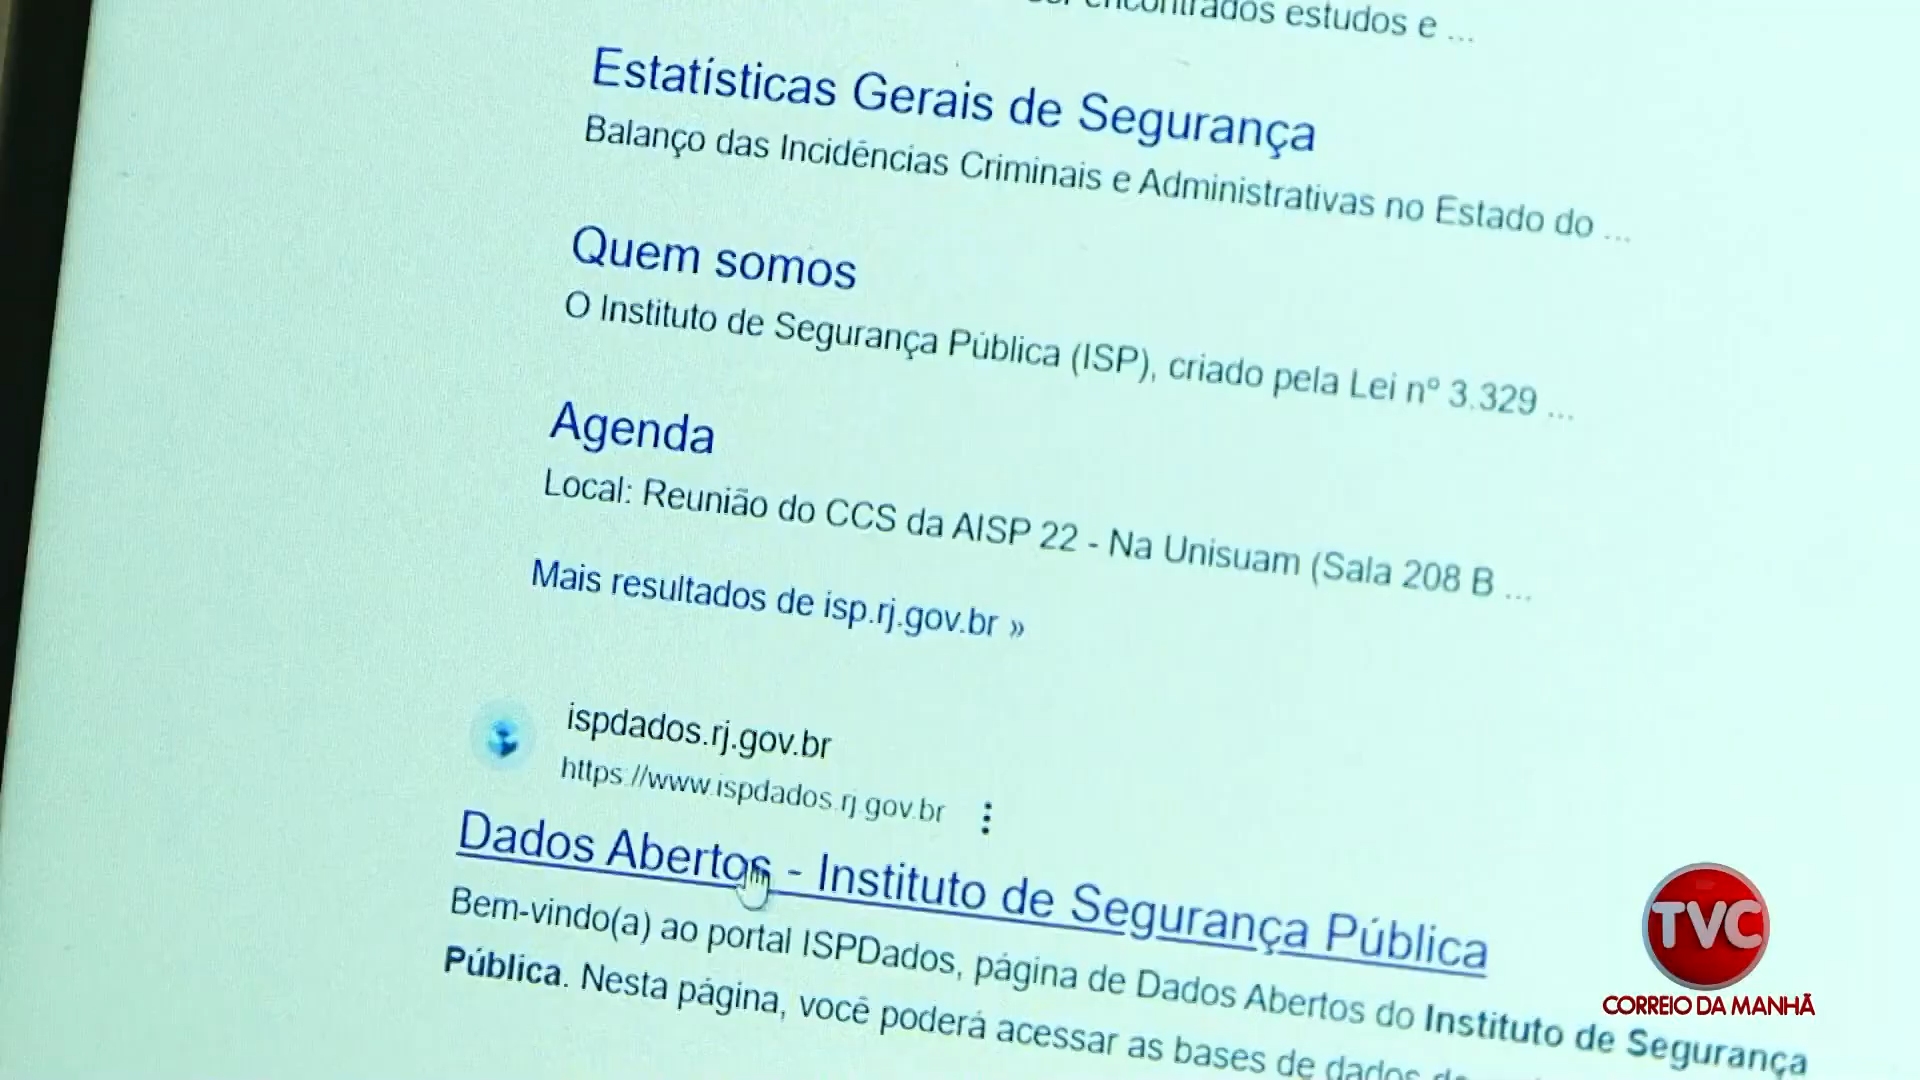 encontrados estudos e ...
Estatísticas Gerais de Segurança
Balanço das Incidências Criminais e Administrativas no Estado do ...
Quem somos
O Instituto de Segurança Pública (ISP), criado pela Lei nº 3.329 ...
Agenda
Local: Reunião do CCS da AISP 22 - Na Unisuam (Sala 208 B ...
Mais resultados de isp.rj.gov.br »
ispdados.rj.gov.br
https://www.ispdados.rj.gov.br
Dados Abertos - Instituto de Segurança Pública
Bem-vindo(a) ao portal ISPDados, página de Dados Abertos do Instituto de Segurança
Pública. Nesta página, você poderá acessar as bases de dados
TVC
CORREIO DA MANHÃ